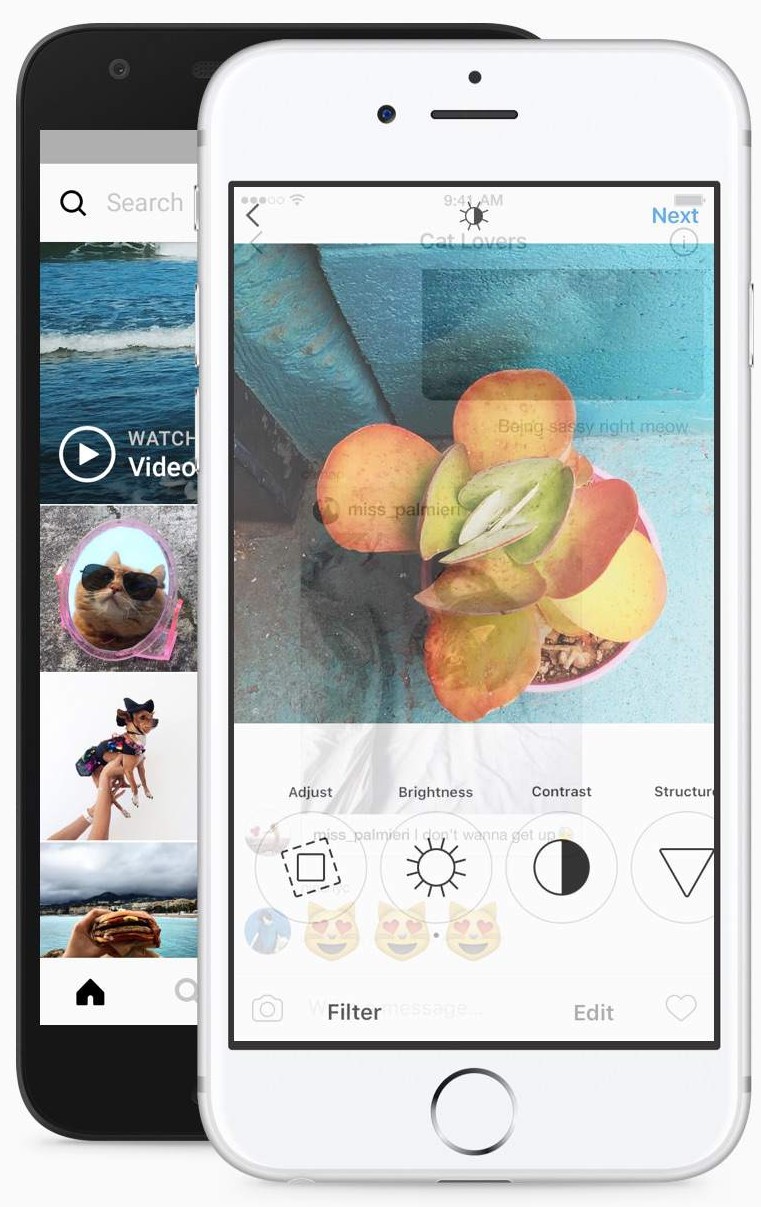 Search
WATCH
Video
9:41 AM
Next
Cat Lovers
Being sassy right meow
miss_palmieri
Adjust
Brightness
Contrast
Structure
miss_palmieri I don't wanna get up
message...
Filter
Edit